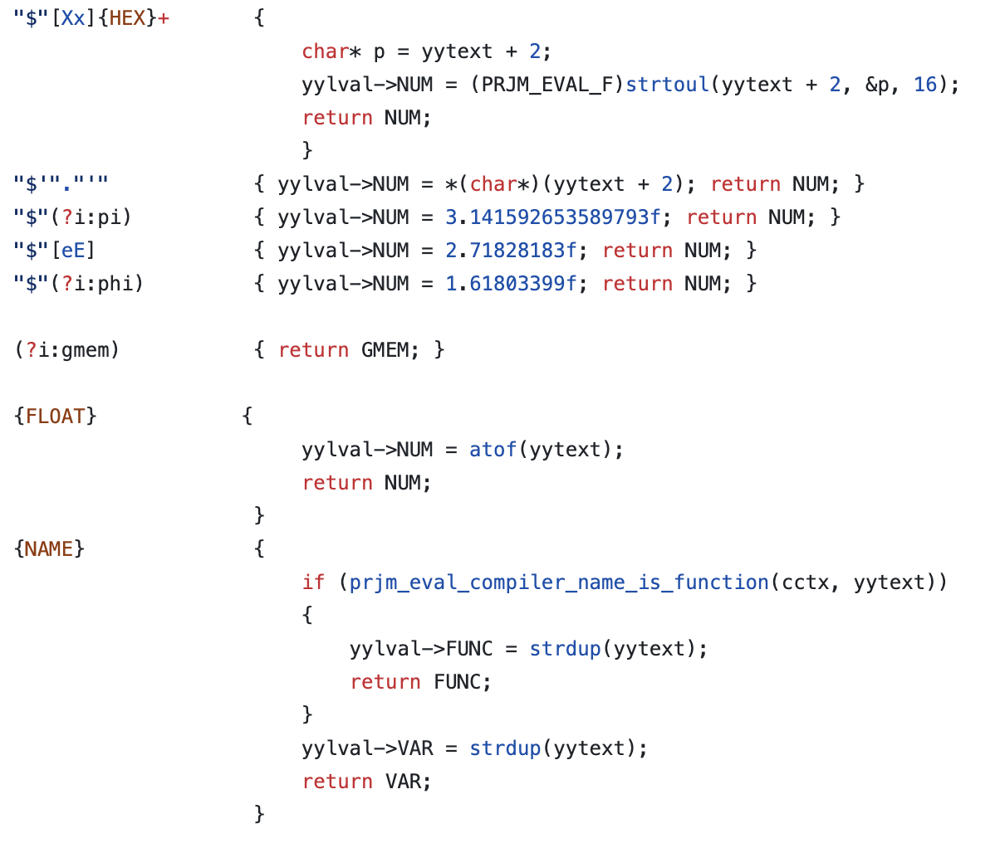 "$"[Xx]{HEX}+ {
char* p = yytext + 2;
yylval->NUM = (PRJM_EVAL_F)strtoul(yytext + 2, &p, 16);
return NUM;
}
"$'"."'" { yylval->NUM = *(char*)(yytext + 2); return NUM; }
"$"(?i:pi) { yylval->NUM = 3.141592653589793f; return NUM; }
"$"[eE] { yylval->NUM = 2.71828183f; return NUM; }
"$"(?i:phi) { yylval->NUM = 1.61803399f; return NUM; }
(?i:gmem) { return GMEM; }
{FLOAT} {
yylval->NUM = atof(yytext);
return NUM;
}
{NAME} {
if (prjm_eval_compiler_name_is_function(cctx, yytext))
{
yylval->FUNC = strdup(yytext);
return FUNC;
}
yylval->VAR = strdup(yytext);
return VAR;
}